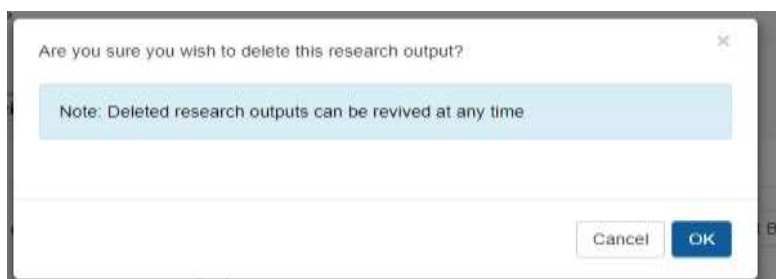 Are you sure you wish to delete this research output?
×
Note: Deleted research outputs can be revived at any time
Cancel OK